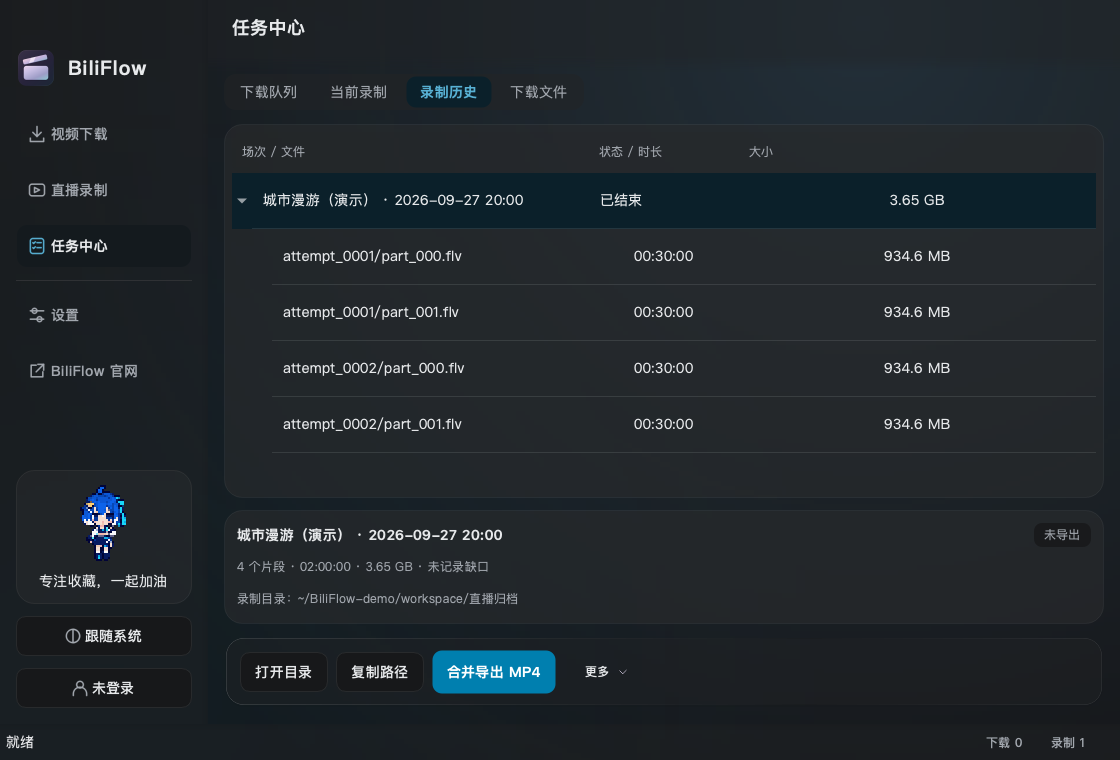 任务中心
BiliFlow
视频下载
直播录制
任务中心
设置
BiliFlow 官网
专注收藏，一起加油
跟随系统
未登录
下载队列 当前录制 录制历史 下载文件
场次 / 文件 状态 / 时长 大小
城市漫游（演示） · 2026-09-27 20:00 已结束 3.65 GB
attempt_0001/part_000.flv 00:30:00 934.6 MB
attempt_0001/part_001.flv 00:30:00 934.6 MB
attempt_0002/part_000.flv 00:30:00 934.6 MB
attempt_0002/part_001.flv 00:30:00 934.6 MB
城市漫游（演示） · 2026-09-27 20:00 未导出
4 个片段 · 02:00:00 · 3.65 GB · 未记录缺口
录制目录：~/BiliFlow-demo/workspace/直播归档
打开目录 复制路径 合并导出 MP4 更多
就绪 下载 0 录制 1